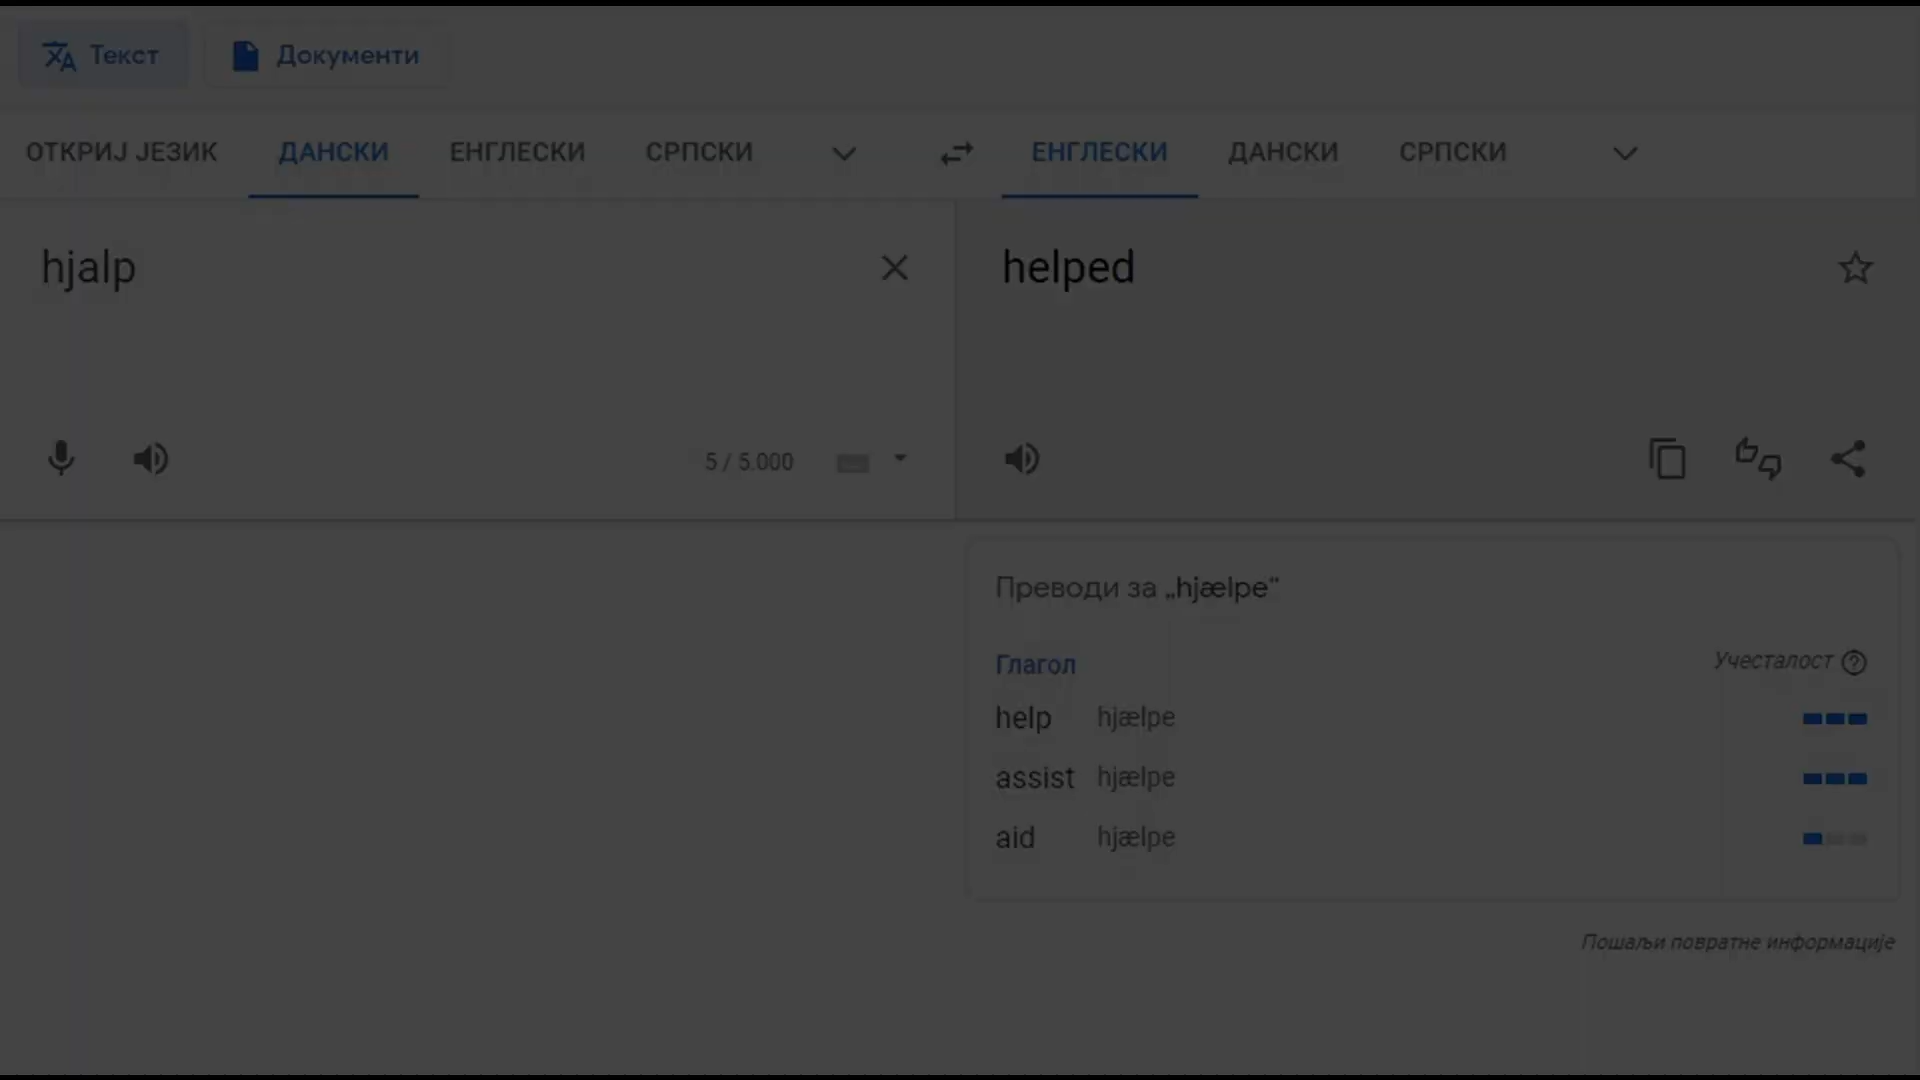 Текст Документи
ОТКРИЈ ЈЕЗИК ДАНСКИ ЕНГЛЕСКИ СРПСКИ ЕНГЛЕСКИ ДАНСКИ СРПСКИ
hjalp helped
5 / 5.000
Преводи за „hjælpe“
Глагол Учесталост
help hjælpe
assist hjælpe
aid hjælpe
Пошаљи повратне информације